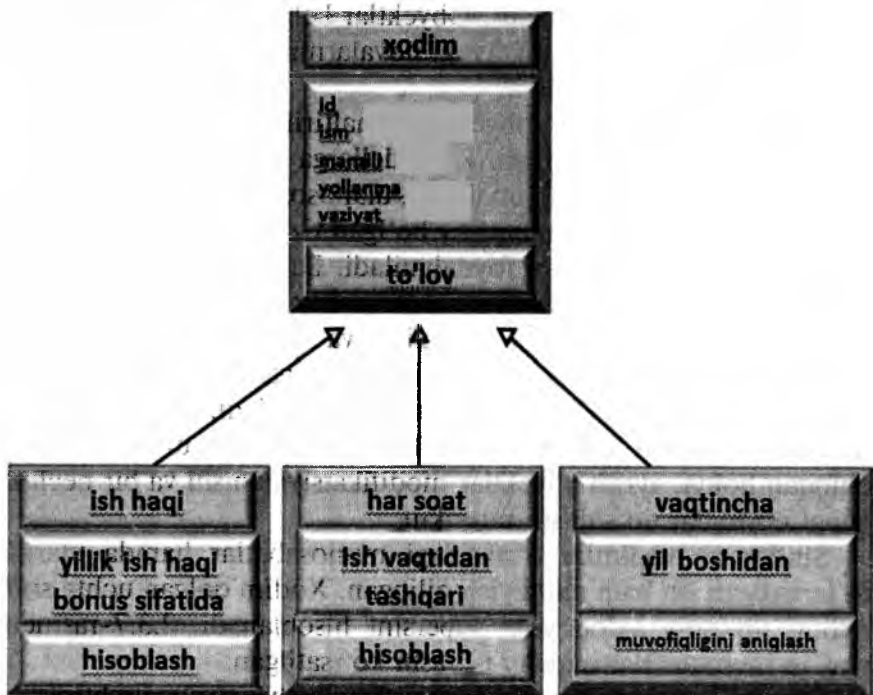 xodim
id
ism
manzil
yollanma
vaziyat
to'lov
ish haqi
yillik ish haqi
bonus sifatida
hisoblash
har soat
Ish vaqtidan
tashqari
hisoblash
vaqtincha
yil boshidan
muvofiqligini aniqlash